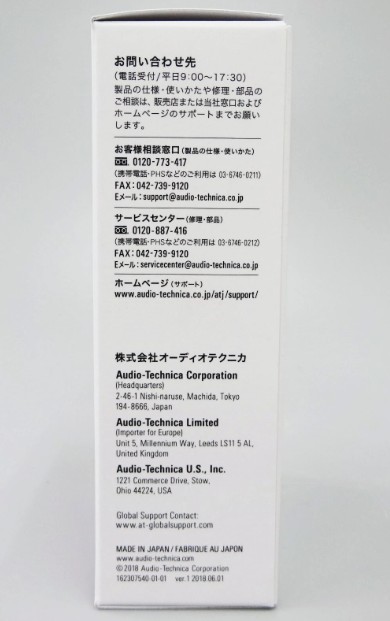 お問い合わせ先
(電話受付/平日9:00〜17:30)
製品の仕様・使いかたや修理・部品の
ご相談は、販売店または当社窓口および
ホームページのサポートまでお願い
します。
お客様相談窓口(製品の仕様・使いかた)
0120-773-417
(携帯電話・PHSなどのご利用は 03-6746-0211)
FAX:042-739-9120
Eメール:support@audio-technica.co.jp
サービスセンター(修理・部品)
0120-887-416
(携帯電話・PHSなどのご利用は 03-6746-0212)
FAX:042-739-9120
Eメール:servicecenter@audio-technica.co.jp
ホームページ(サポート)
www.audio-technica.co.jp/atj/support/
株式会社オーディオテクニカ
Audio-Technica Corporation
(Headquarters)
2-46-1 Nishi-naruse, Machida, Tokyo
194-8666, Japan
Audio-Technica Limited
(Importer for Europe)
Unit 5, Millennium Way, Leeds LS11 5 AL,
United Kingdom
Audio-Technica U.S., Inc.
1221 Commerce Drive, Stow,
Ohio 44224, USA
Global Support Contact:
www.at-globalsupport.com
MADE IN JAPAN / FABRIQUÉ AU JAPON
www.audio-technica.com
©2018 Audio-Technica Corporation
162307540-01-01 ver.1 2018.06.01